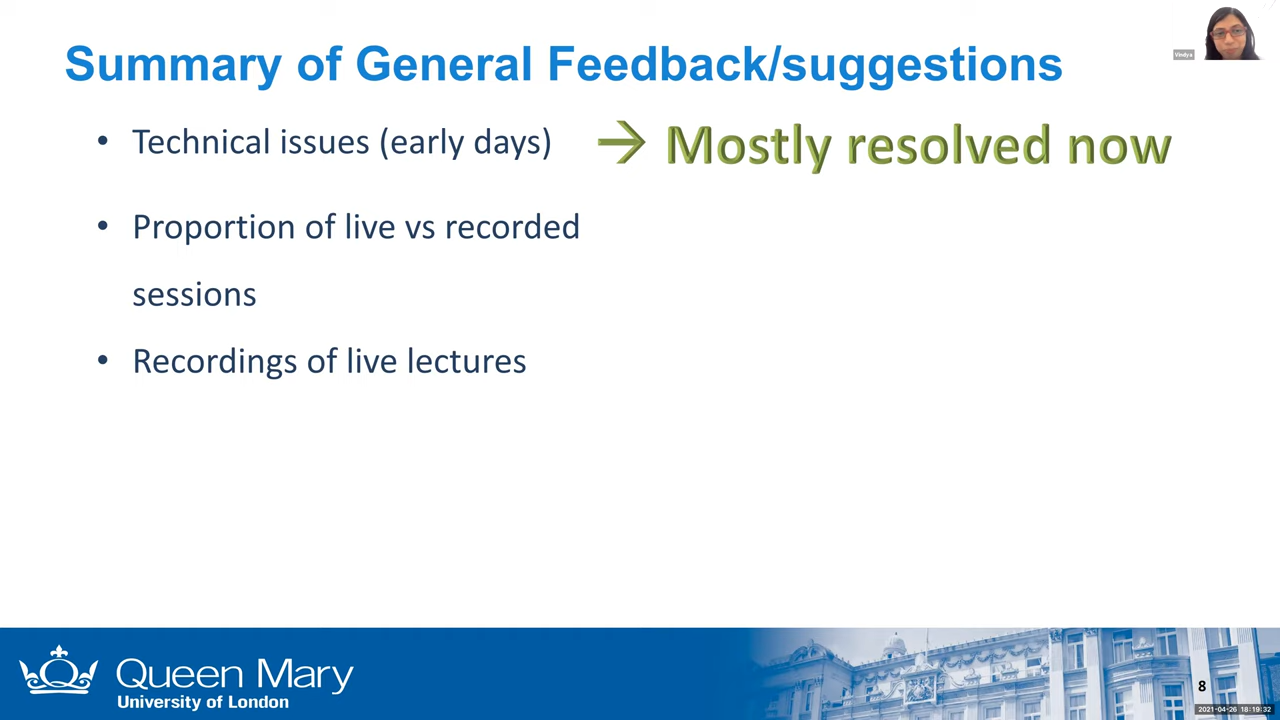 Summary of General Feedback/suggestions
Vindya
• Technical issues (early days)
→ Mostly resolved now
• Proportion of live vs recorded
sessions
• Recordings of live lectures
Queen Mary
University of London
8
2021-04-26 18:19:32